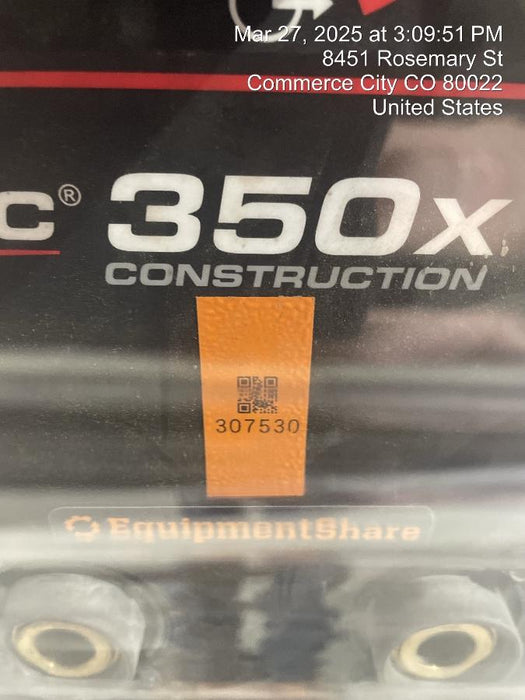 Mar 27, 2025 at 3:09:51 PM
8451 Rosemary St
Commerce City CO 80022
United States
C® 350x
CONSTRUCTION
307530
EquipmentShare